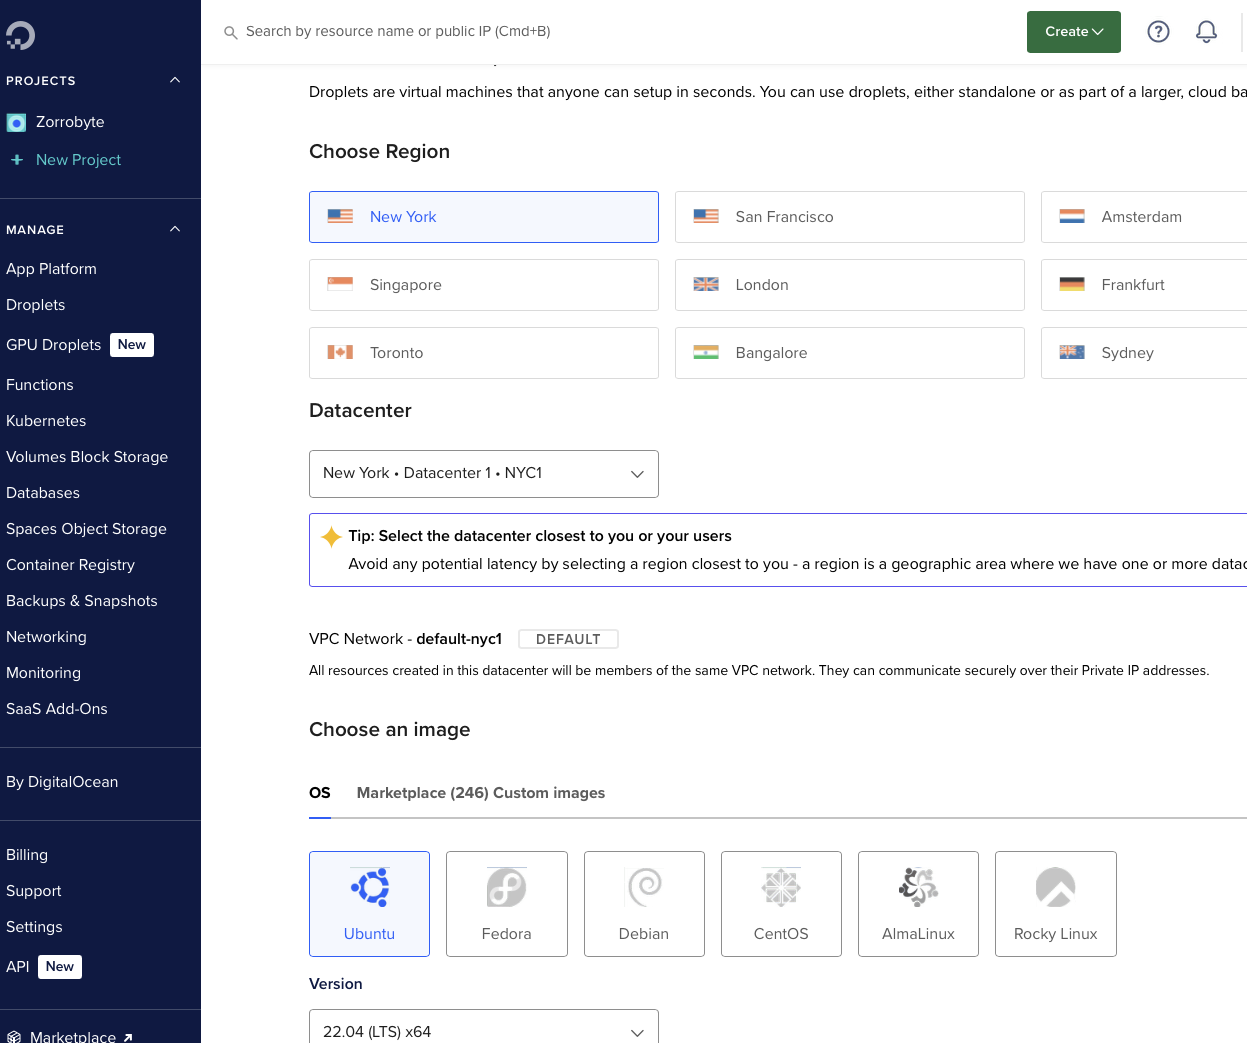 Search by resource name or public IP (Cmd+B)
Create
PROJECTS
Zorrobyte
New Project
MANAGE
App Platform
Droplets
GPU Droplets New
Functions
Kubernetes
Volumes Block Storage
Databases
Spaces Object Storage
Container Registry
Backups & Snapshots
Networking
Monitoring
SaaS Add-Ons
By DigitalOcean
Billing
Support
Settings
API New
Marketplace
Droplets are virtual machines that anyone can setup in seconds. You can use droplets, either standalone or as part of a larger, cloud ba
Choose Region
New York
San Francisco
Amsterdam
Singapore
London
Frankfurt
Toronto
Bangalore
Sydney
Datacenter
New York • Datacenter 1 • NYC1
Tip: Select the datacenter closest to you or your users
Avoid any potential latency by selecting a region closest to you - a region is a geographic area where we have one or more datac
VPC Network - default-nyc1 DEFAULT
All resources created in this datacenter will be members of the same VPC network. They can communicate securely over their Private IP addresses.
Choose an image
OS Marketplace (246) Custom images
Ubuntu
Fedora
Debian
CentOS
AlmaLinux
Rocky Linux
Version
22.04 (LTS) x64